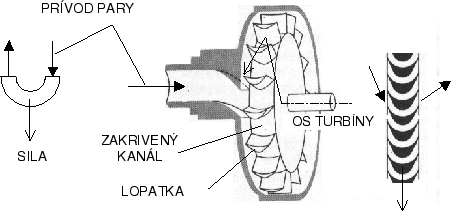 PRÍVOD PARY
SILA
OS TURBÍNY
ZAKRIVENÝ
KANÁL
LOPATKA